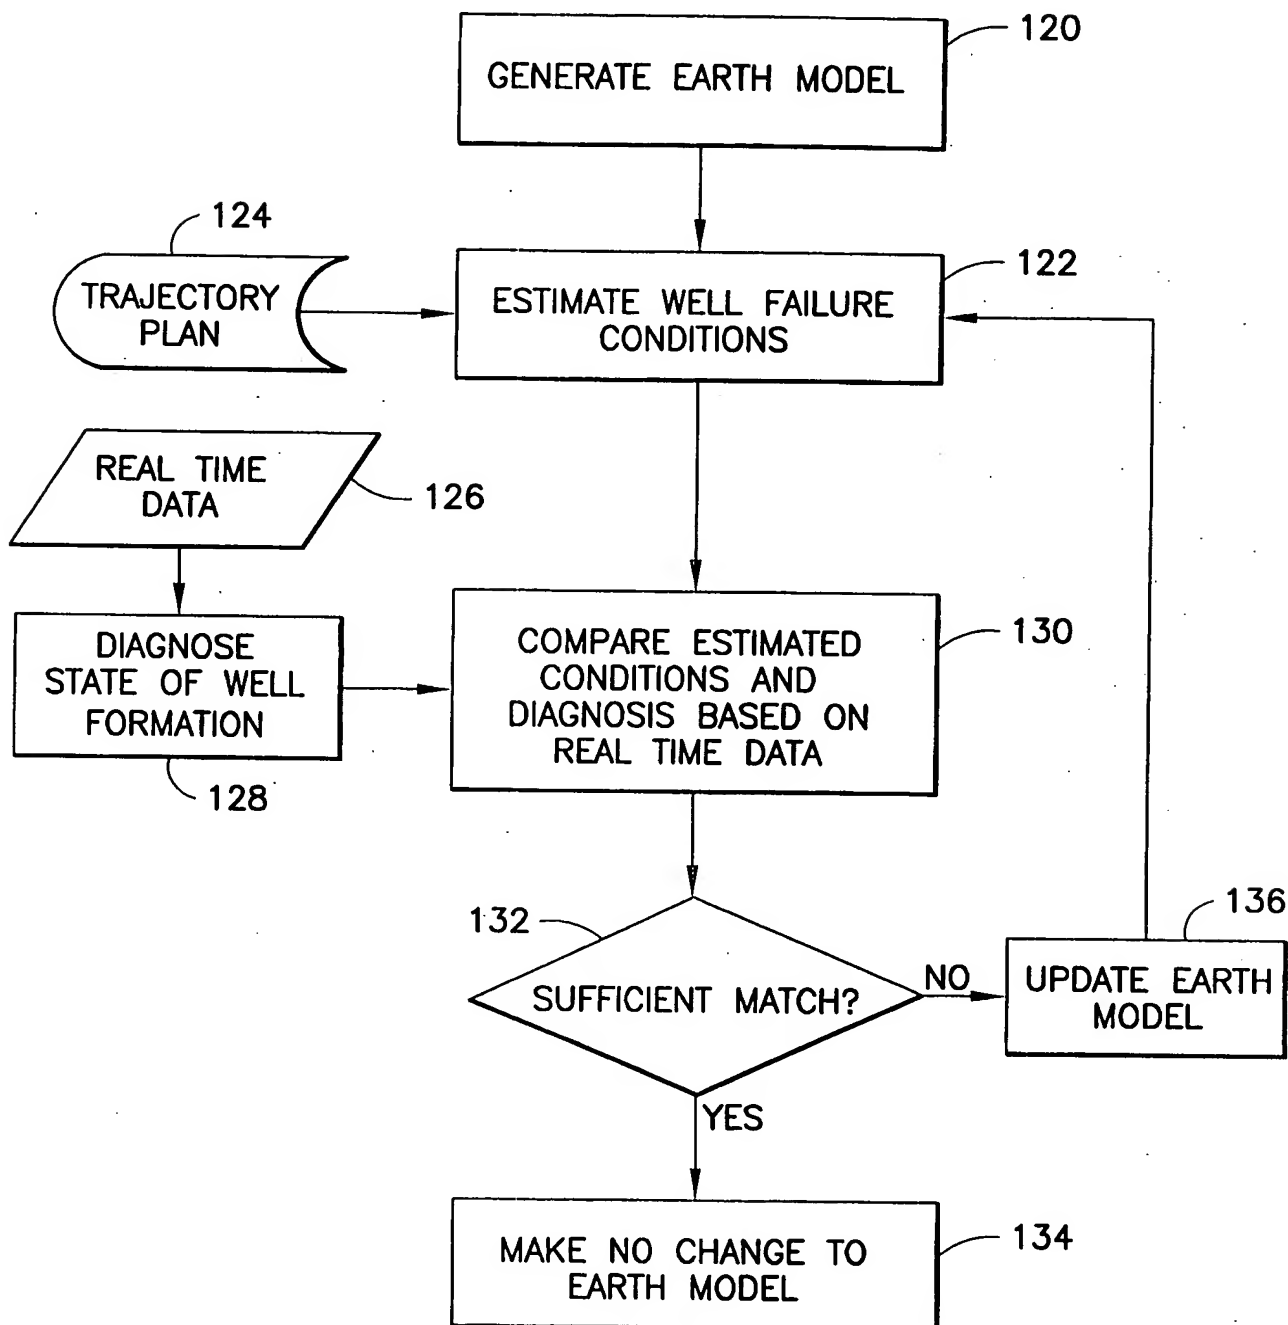 120
GENERATE EARTH MODEL
124
TRAJECTORY
PLAN
122
ESTIMATE WELL FAILURE
CONDITIONS
REAL TIME
DATA
126
DIAGNOSE
STATE OF WELL
FORMATION
128
130
COMPARE ESTIMATED
CONDITIONS AND
DIAGNOSIS BASED ON
REAL TIME DATA
132
SUFFICIENT MATCH?
NO
136
UPDATE EARTH
MODEL
YES
MAKE NO CHANGE TO
EARTH MODEL
134